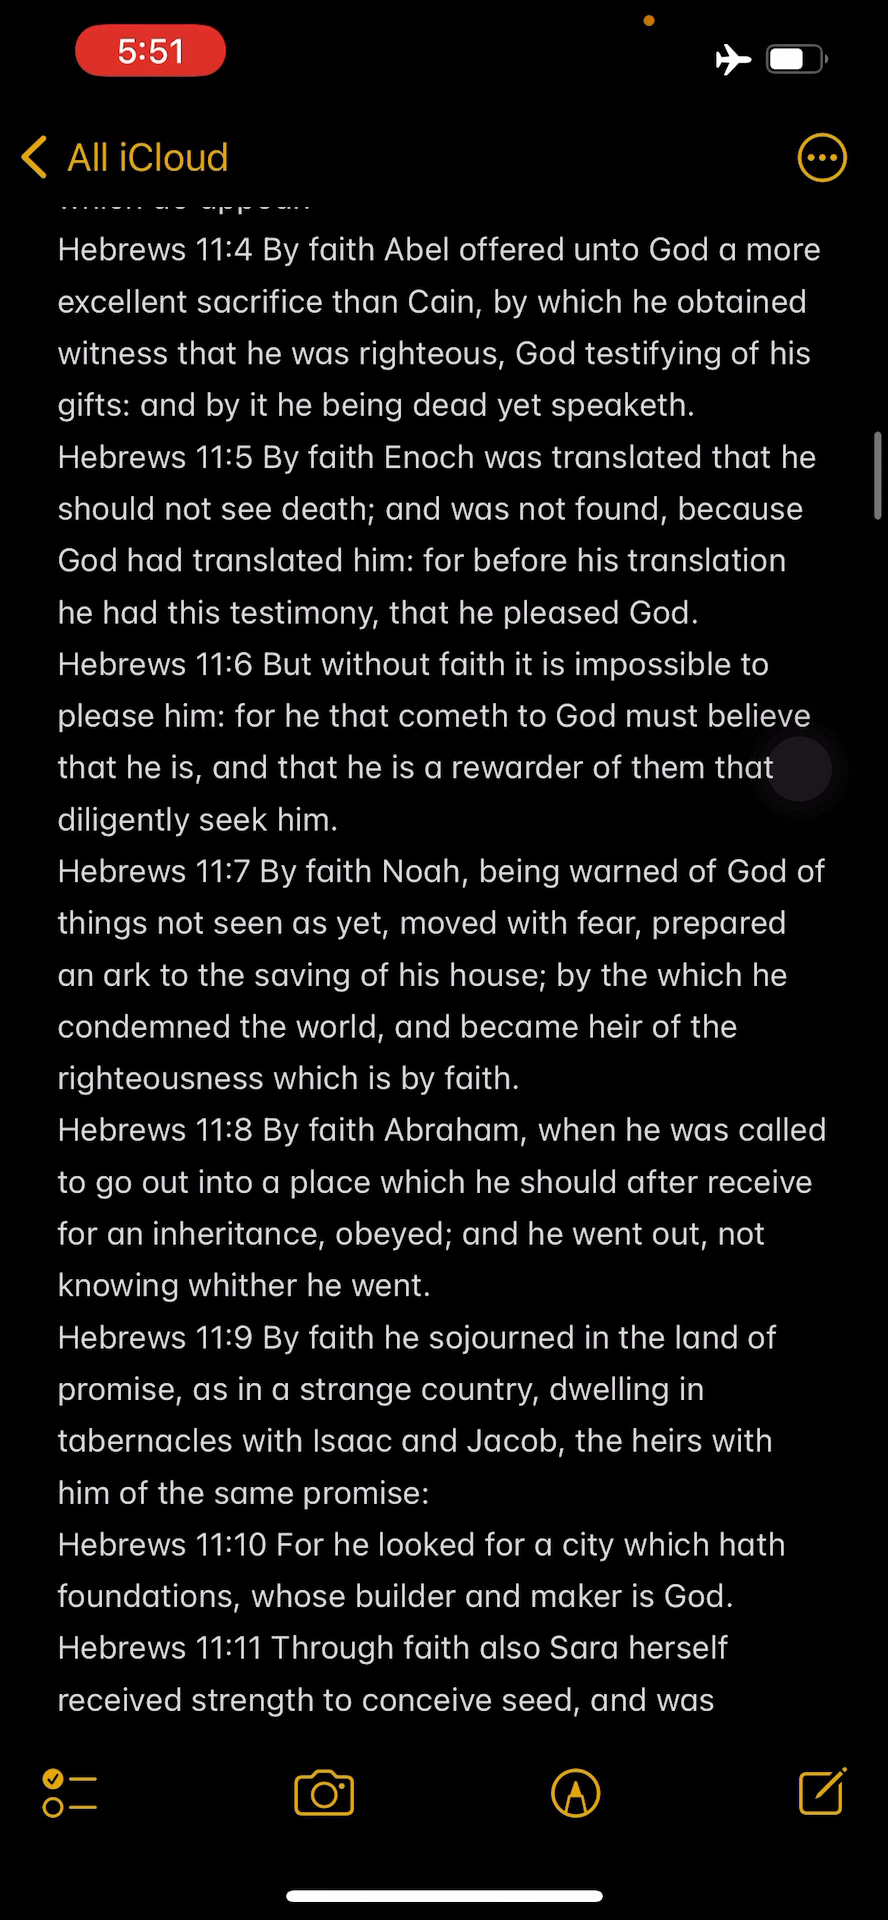 5:51
All iCloud
which do appear.
Hebrews 11:4 By faith Abel offered unto God a more
excellent sacrifice than Cain, by which he obtained
witness that he was righteous, God testifying of his
gifts: and by it he being dead yet speaketh.
Hebrews 11:5 By faith Enoch was translated that he
should not see death; and was not found, because
God had translated him: for before his translation
he had this testimony, that he pleased God.
Hebrews 11:6 But without faith it is impossible to
please him: for he that cometh to God must believe
that he is, and that he is a rewarder of them that
diligently seek him.
Hebrews 11:7 By faith Noah, being warned of God of
things not seen as yet, moved with fear, prepared
an ark to the saving of his house; by the which he
condemned the world, and became heir of the
righteousness which is by faith.
Hebrews 11:8 By faith Abraham, when he was called
to go out into a place which he should after receive
for an inheritance, obeyed; and he went out, not
knowing whither he went.
Hebrews 11:9 By faith he sojourned in the land of
promise, as in a strange country, dwelling in
tabernacles with Isaac and Jacob, the heirs with
him of the same promise:
Hebrews 11:10 For he looked for a city which hath
foundations, whose builder and maker is God.
Hebrews 11:11 Through faith also Sara herself
received strength to conceive seed, and was